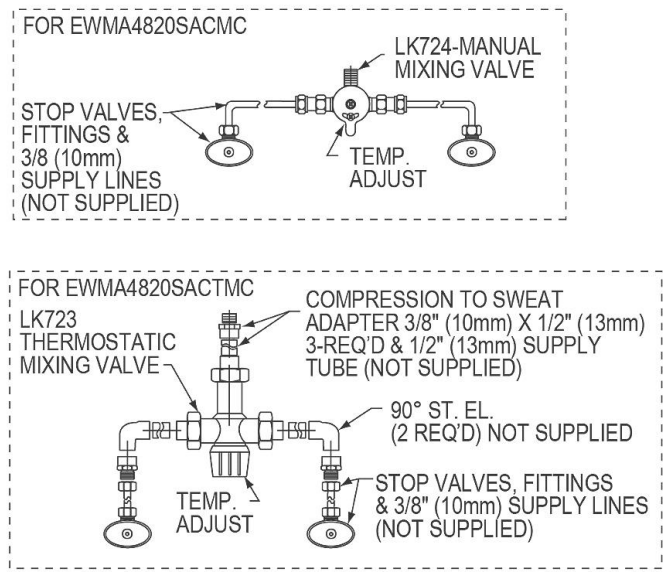 FOR EWMA4820SACMC
LK724-MANUAL
MIXING VALVE
STOP VALVES,
FITTINGS &
3/8 (10mm)
SUPPLY LINES
(NOT SUPPLIED)
TEMP.
ADJUST
FOR EWMA4820SACTMC
LK723
THERMOSTATIC
MIXING VALVE
COMPRESSION TO SWEAT
ADAPTER 3/8" (10mm) X 1/2" (13mm)
3-REQ'D & 1/2" (13mm) SUPPLY
TUBE (NOT SUPPLIED)
90° ST. EL.
(2 REQ'D) NOT SUPPLIED
TEMP.
ADJUST
STOP VALVES, FITTINGS
& 3/8" (10mm) SUPPLY LINES
(NOT SUPPLIED)